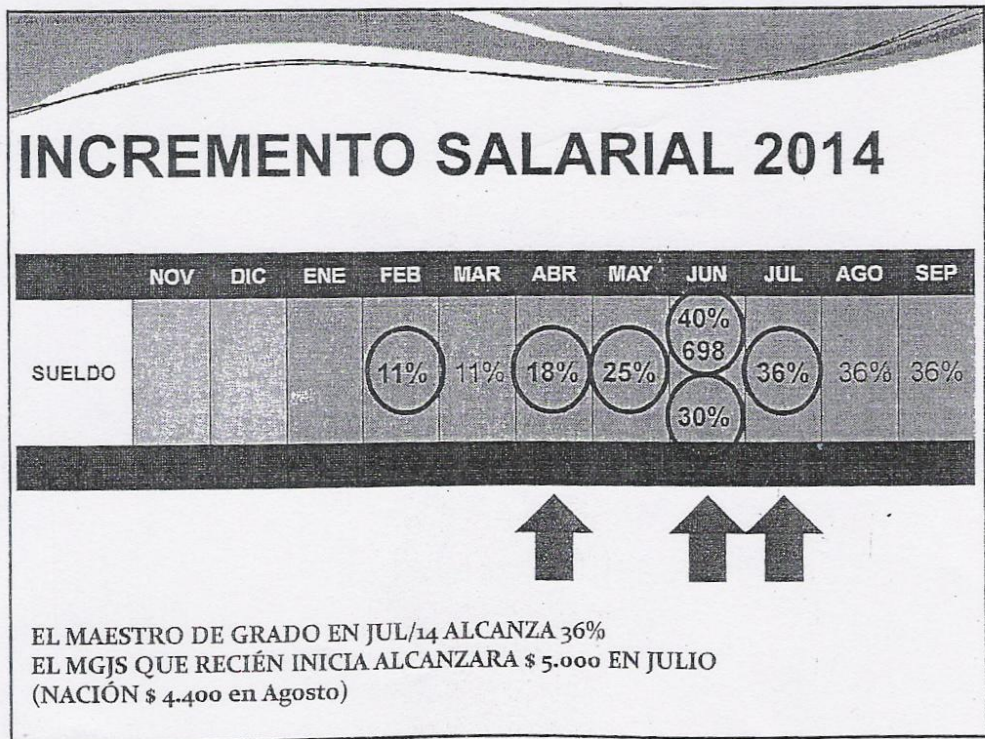 INCREMENTO SALARIAL 2014
NOV DIC ENE FEB MAR ABR MAY JUN JUL AGO SEP
SUELDO 11% 11% 18% 25% 40% 698 30% 36% 36% 36%
EL MAESTRO DE GRADO EN JUL/14 ALCANZA 36%
EL MGJS QUE RECIÉN INICIA ALCANZARA $ 5.000 EN JULIO
(NACIÓN $ 4.400 en Agosto)